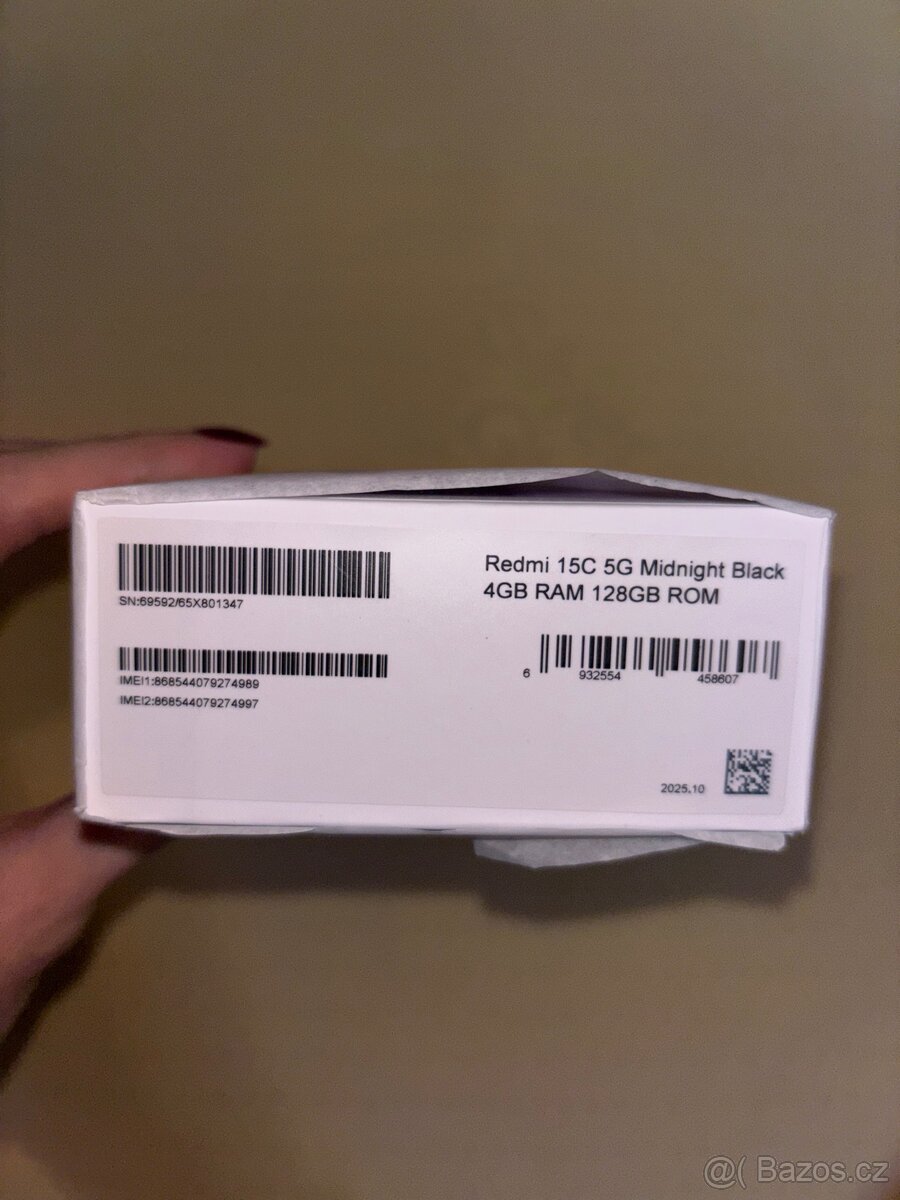 SN:69592/65X801347
IMEI1:868544079274989
IMEI2:868544079274997
Redmi 15C 5G Midnight Black
4GB RAM 128GB ROM
6 932554 458607
2025.10
@( Bazos.cz